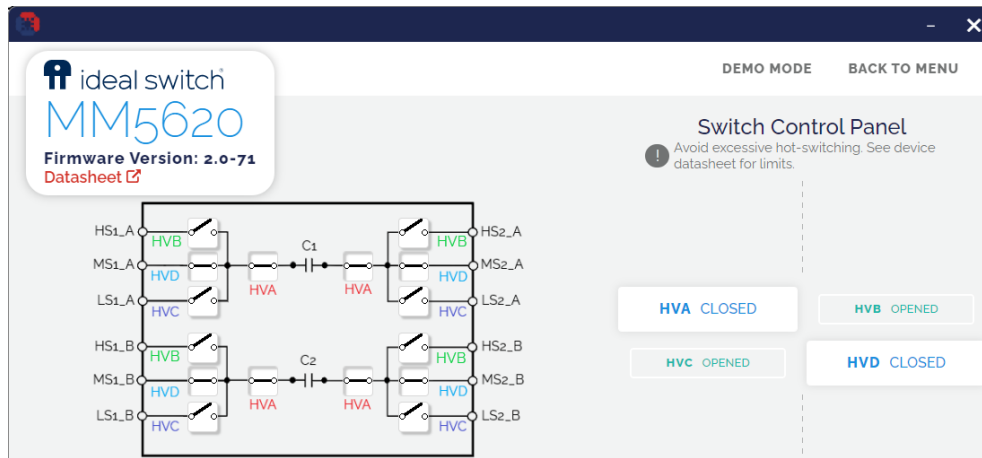 DEMO MODE BACK TO MENU
ideal switch
MM5620
Firmware Version: 2.0-71
Datasheet
Switch Control Panel
! Avoid excessive hot-switching. See device
datasheet for limits.
HS1_A HVB HVB HS2_A
C1
MS1_A HVD HVA HVA HVD MS2_A
LS1_A HVC HVC LS2_A
HS1_B HVB HVB HS2_B
C2
MS1_B HVD HVA HVA HVD MS2_B
LS1_B HVC HVC LS2_B
HVA CLOSED HVB OPENED
HVC OPENED HVD CLOSED